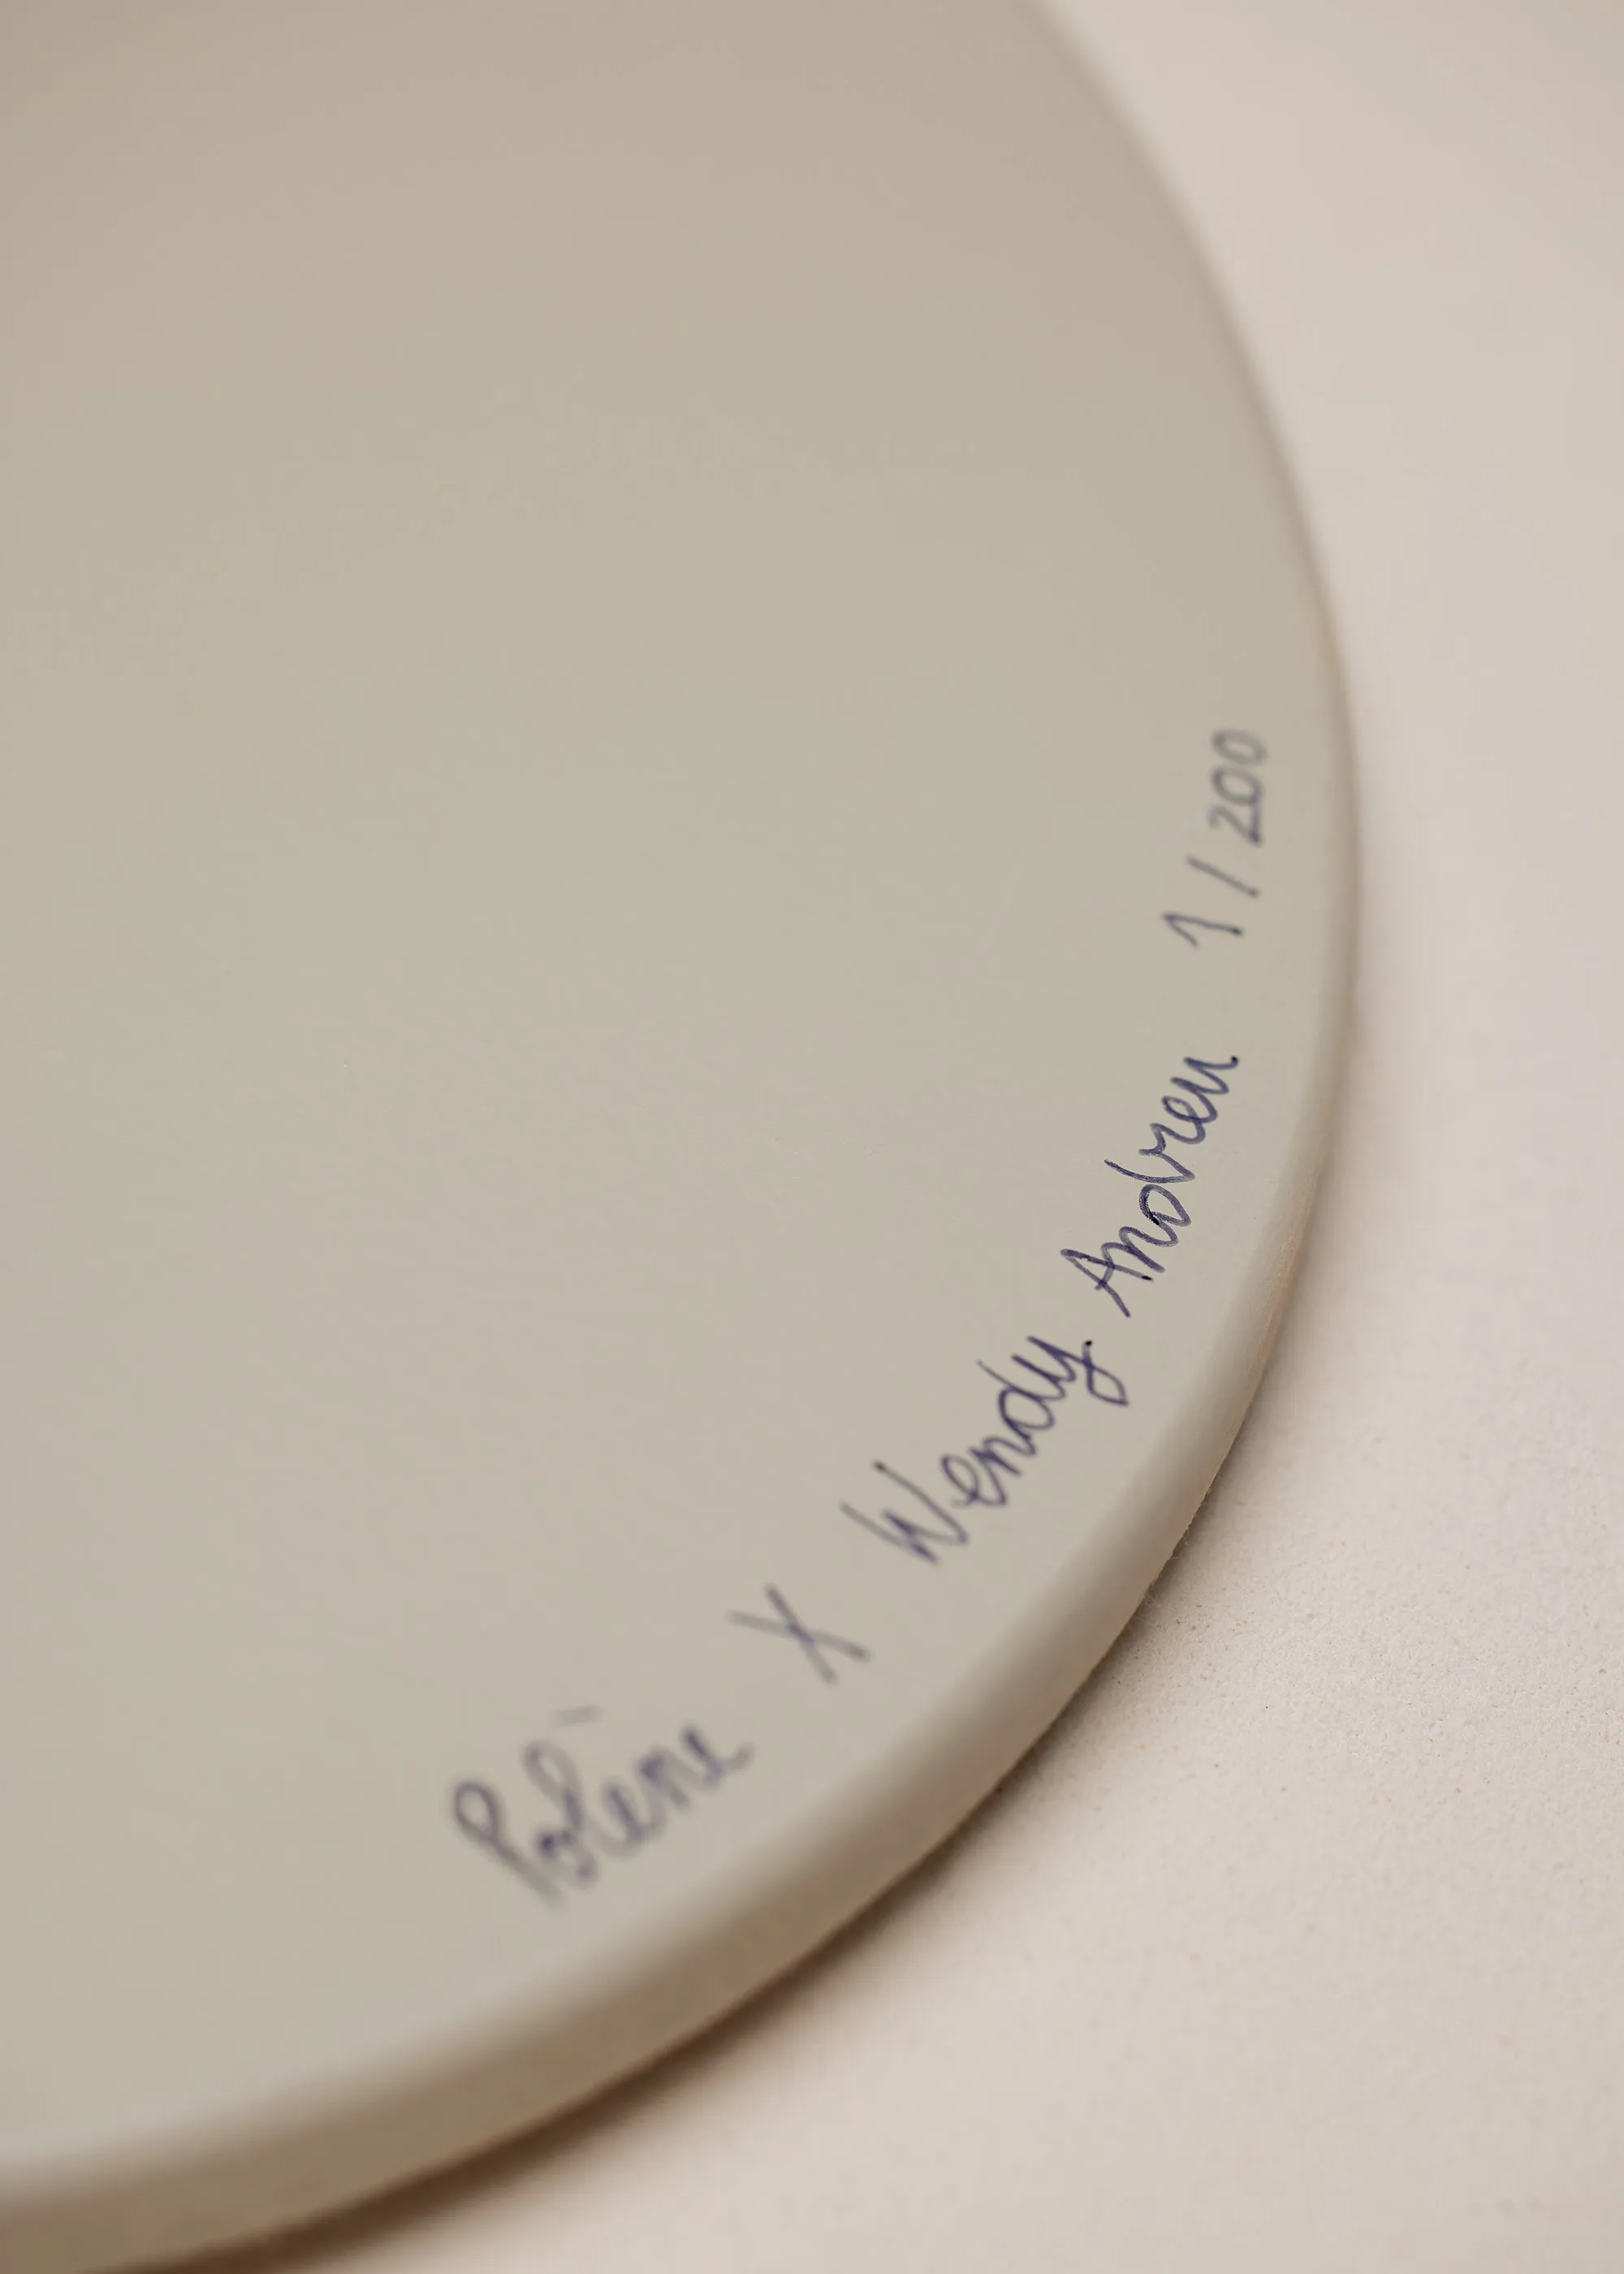 Polène X Wendy Andreu 1/200